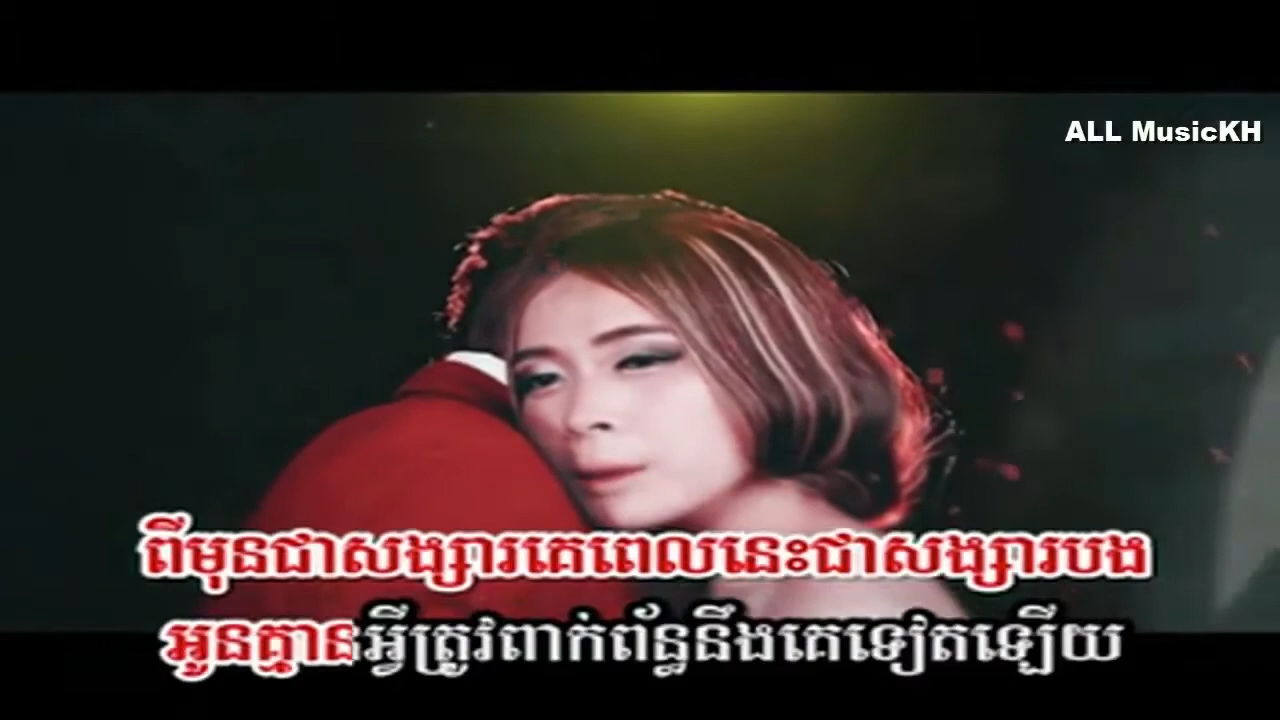 ALL MusicKH
ពីមុនជាសង្សារគេពេលនេះជាសង្សារបង
អូនគ្មានអ្វីត្រូវពាក់ព័ន្ធនឹងគេទៀតឡើយ